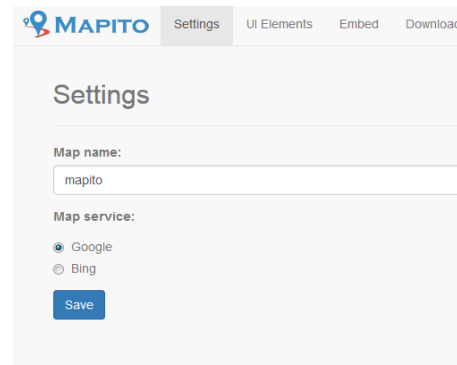 MAPITO Settings UI Elements Embed
Settings
Map name:
mapito
Map service:
Google
Bing
Save